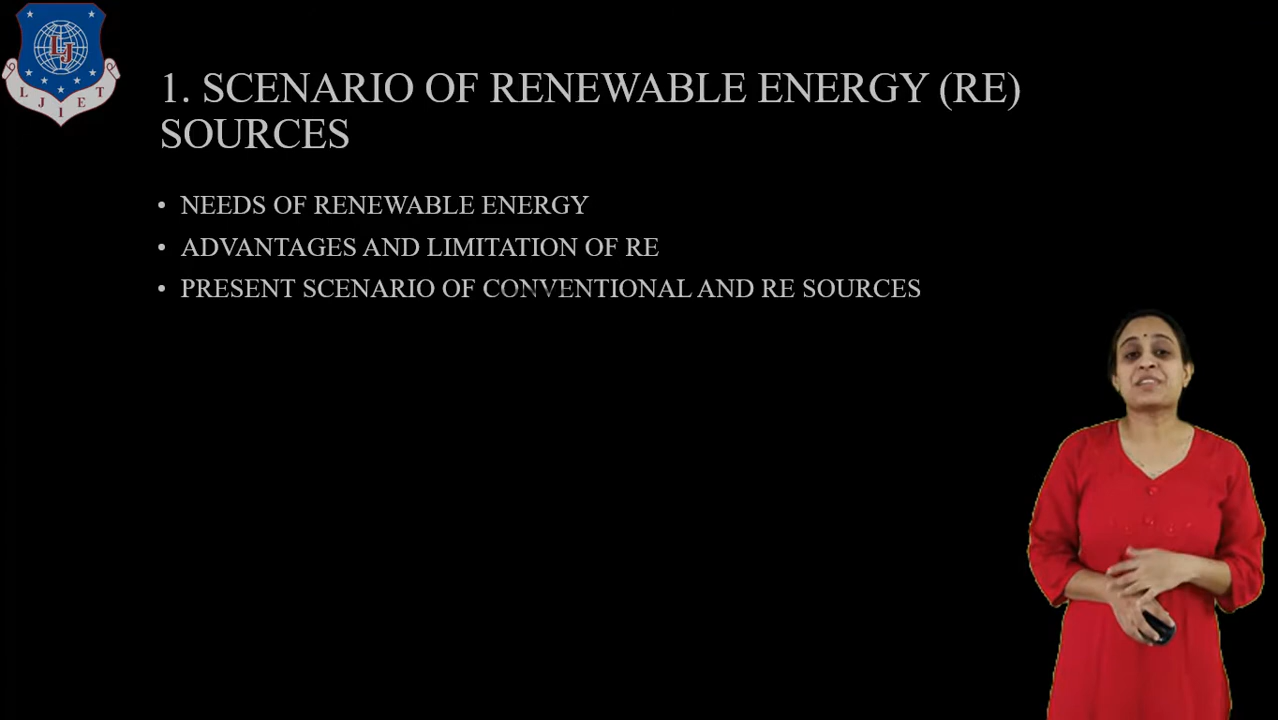 LJ
L J I E T
1. SCENARIO OF RENEWABLE ENERGY (RE)
SOURCES
• NEEDS OF RENEWABLE ENERGY
• ADVANTAGES AND LIMITATION OF RE
• PRESENT SCENARIO OF CONVENTIONAL AND RE SOURCES